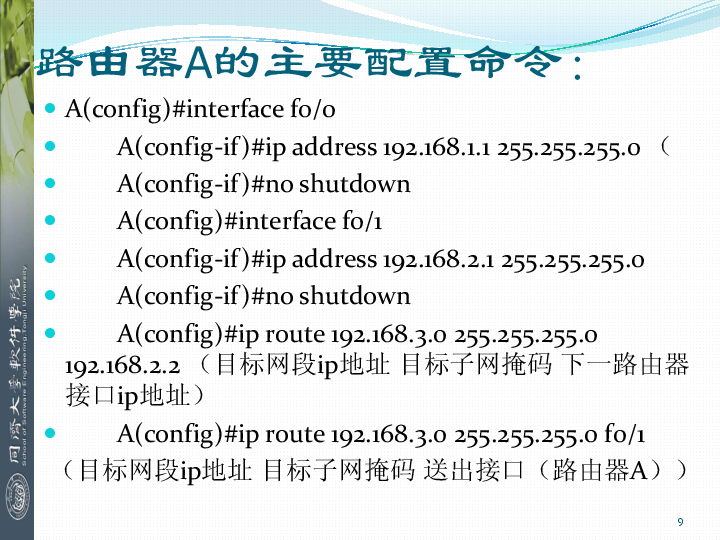 路由器A的主要配置命令：
A(config)#interface f0/0
A(config-if)#ip address 192.168.1.1 255.255.255.0 （
A(config-if)#no shutdown
A(config)#interface f0/1
A(config-if)#ip address 192.168.2.1 255.255.255.0
A(config-if)#no shutdown
A(config)#ip route 192.168.3.0 255.255.255.0
192.168.2.2 （目标网段ip地址 目标子网掩码 下一路由器
接口ip地址）
A(config)#ip route 192.168.3.0 255.255.255.0 f0/1
（目标网段ip地址 目标子网掩码 送出接口（路由器A））
同济大学软件学院
School of Software Engineering, Tongji University
9